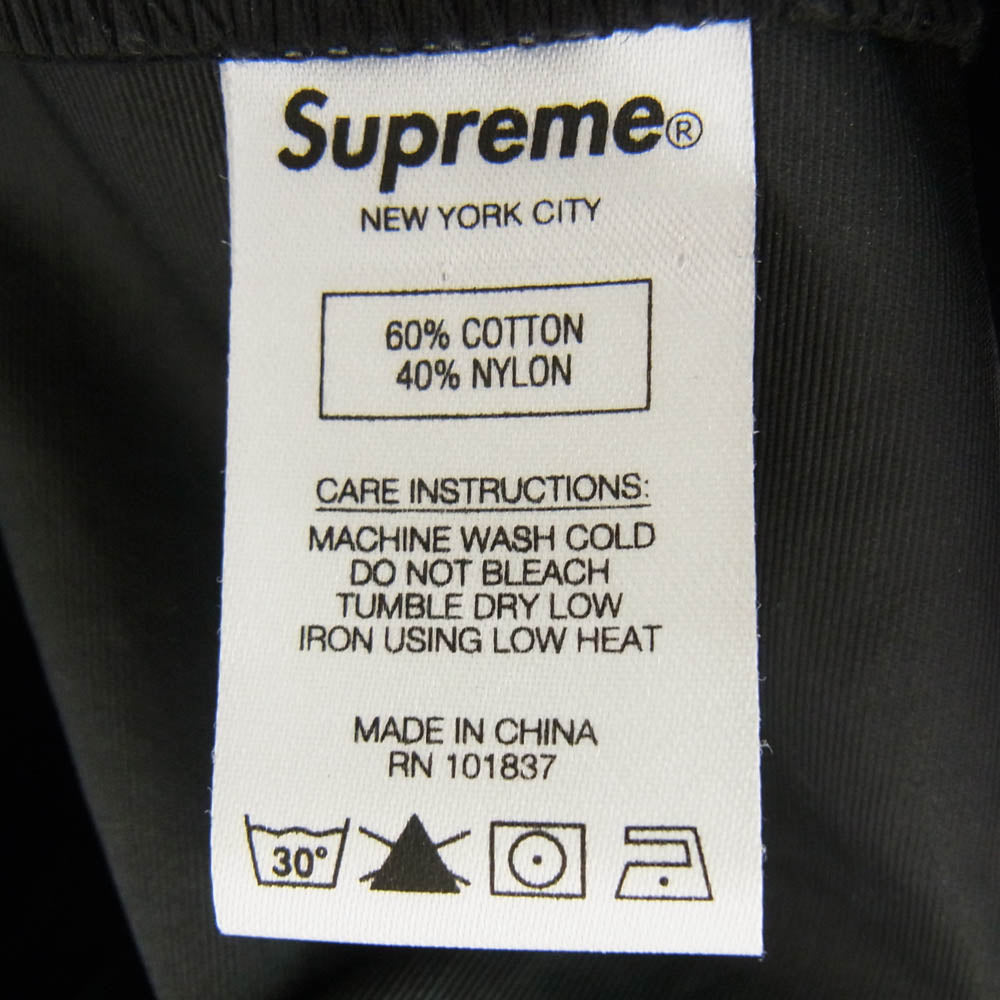 Supreme®
NEW YORK CITY
60% COTTON
40% NYLON
CARE INSTRUCTIONS:
MACHINE WASH COLD
DO NOT BLEACH
TUMBLE DRY LOW
IRON USING LOW HEAT
MADE IN CHINA
RN 101837
30°